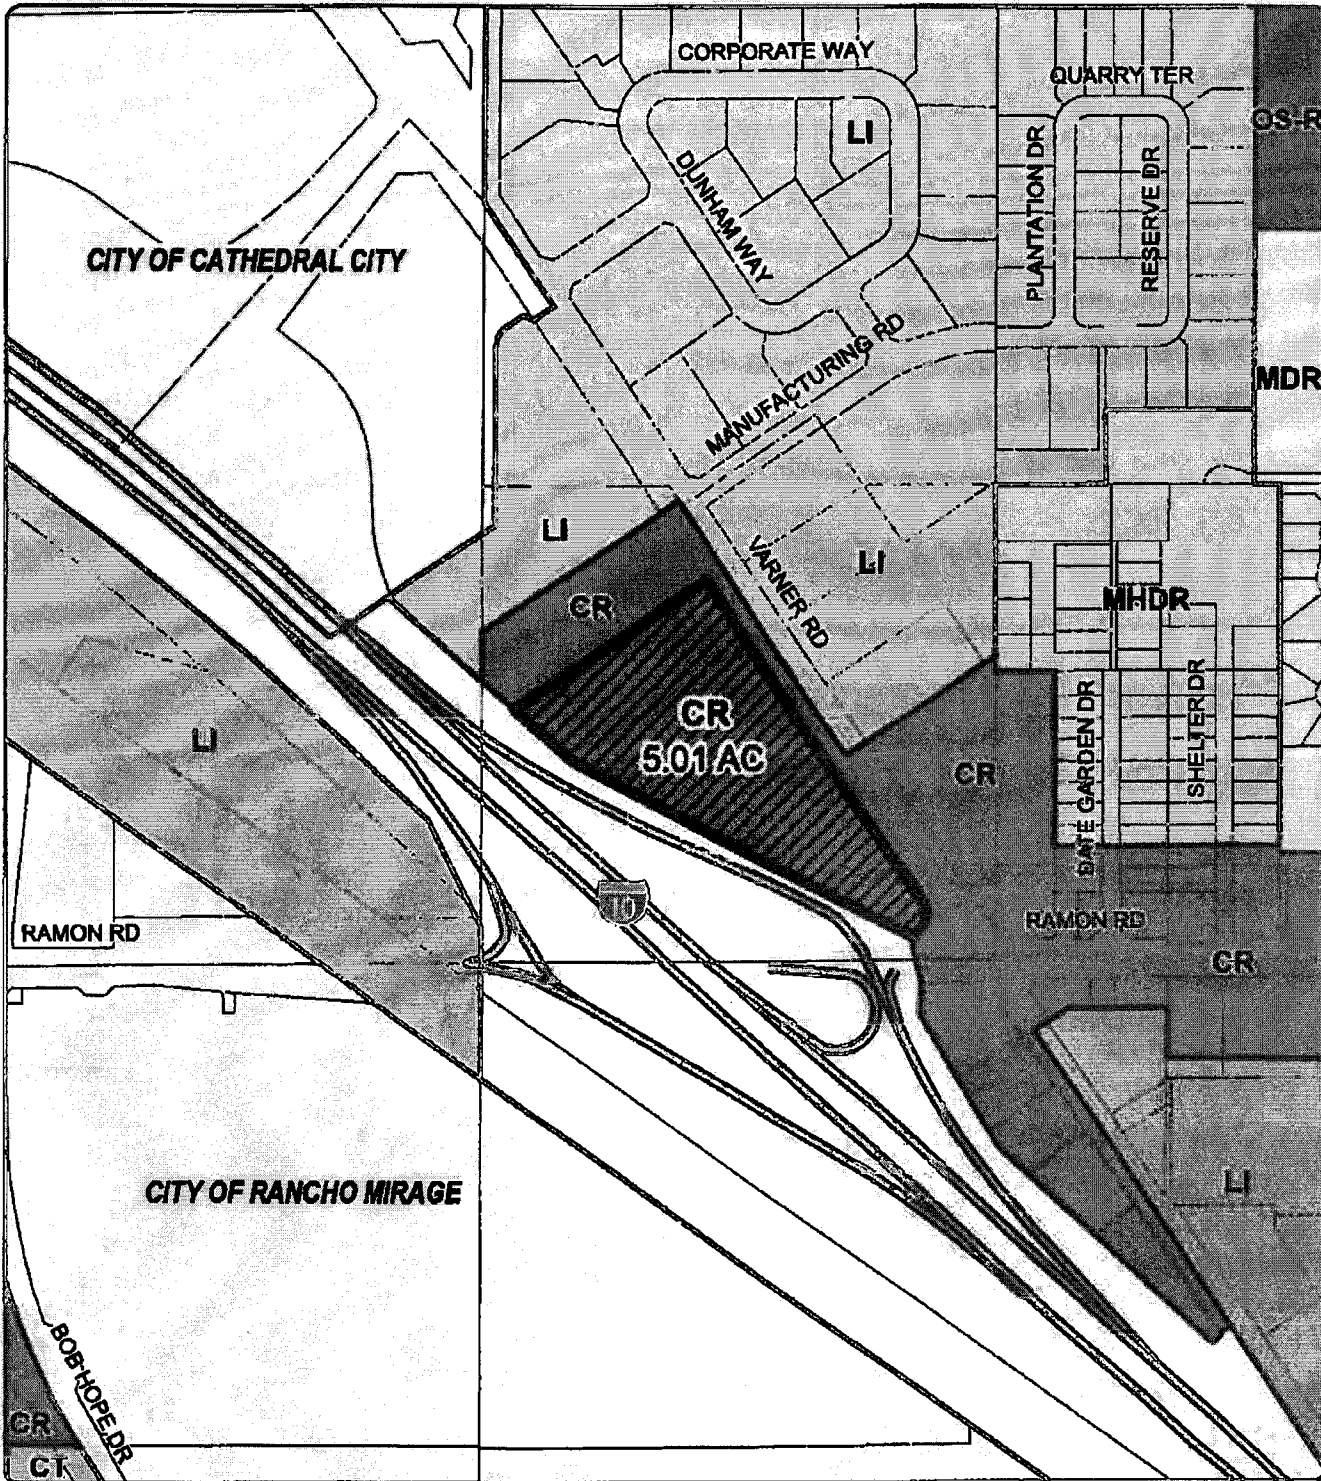 CORPORATE WAY
QUARRY TER
LI
OS-R
PLANTATION DR
RESERVE DR
DUNHAM WAY
CITY OF CATHEDRAL CITY
MANUFACTURING RD
MDR
LI
VARNER RD
LI
CR
MHDR
CR
5.01 AC
LI
CR
DATE GARDEN DR
SHELTER DR
10
RAMON RD
RAMON RD
CR
LI
CITY OF RANCHO MIRAGE
BOB HOPE DR
CR
CT